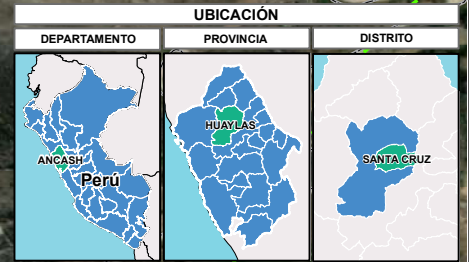 UBICACIÓN
DEPARTAMENTO
PROVINCIA
DISTRITO
ANCASH
Perú
HUAYLAS
SANTA CRUZ